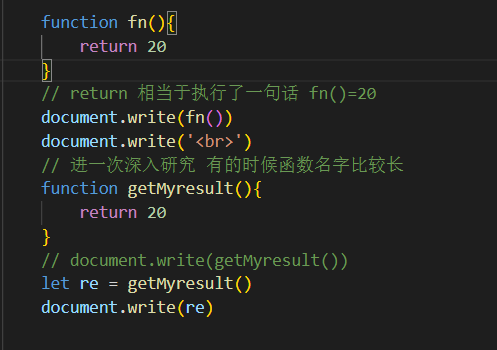 function fn(){
    return 20
}
// return 相当于执行了一句话 fn()=20
document.write(fn())
document.write('<br>')
// 进一次深入研究 有的时候函数名字比较长
function getMyresult(){
    return 20
}
// document.write(getMyresult())
let re = getMyresult()
document.write(re)